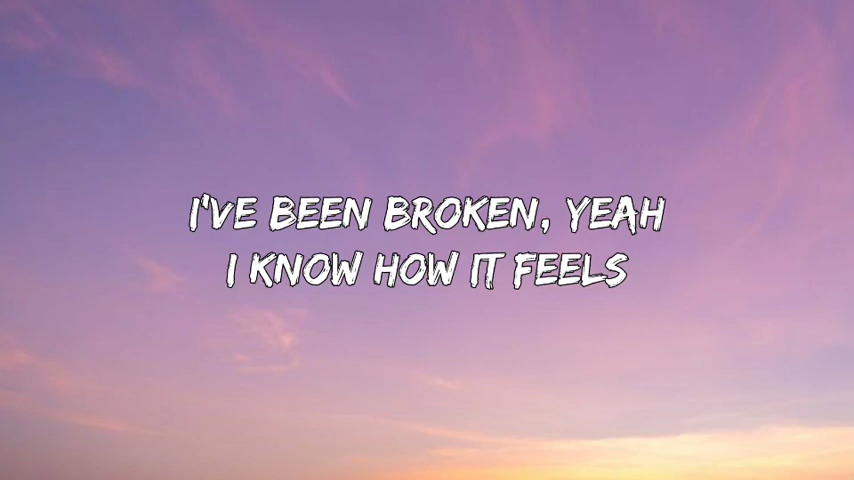 I'VE BEEN BROKEN, YEAH
I KNOW HOW IT FEELS